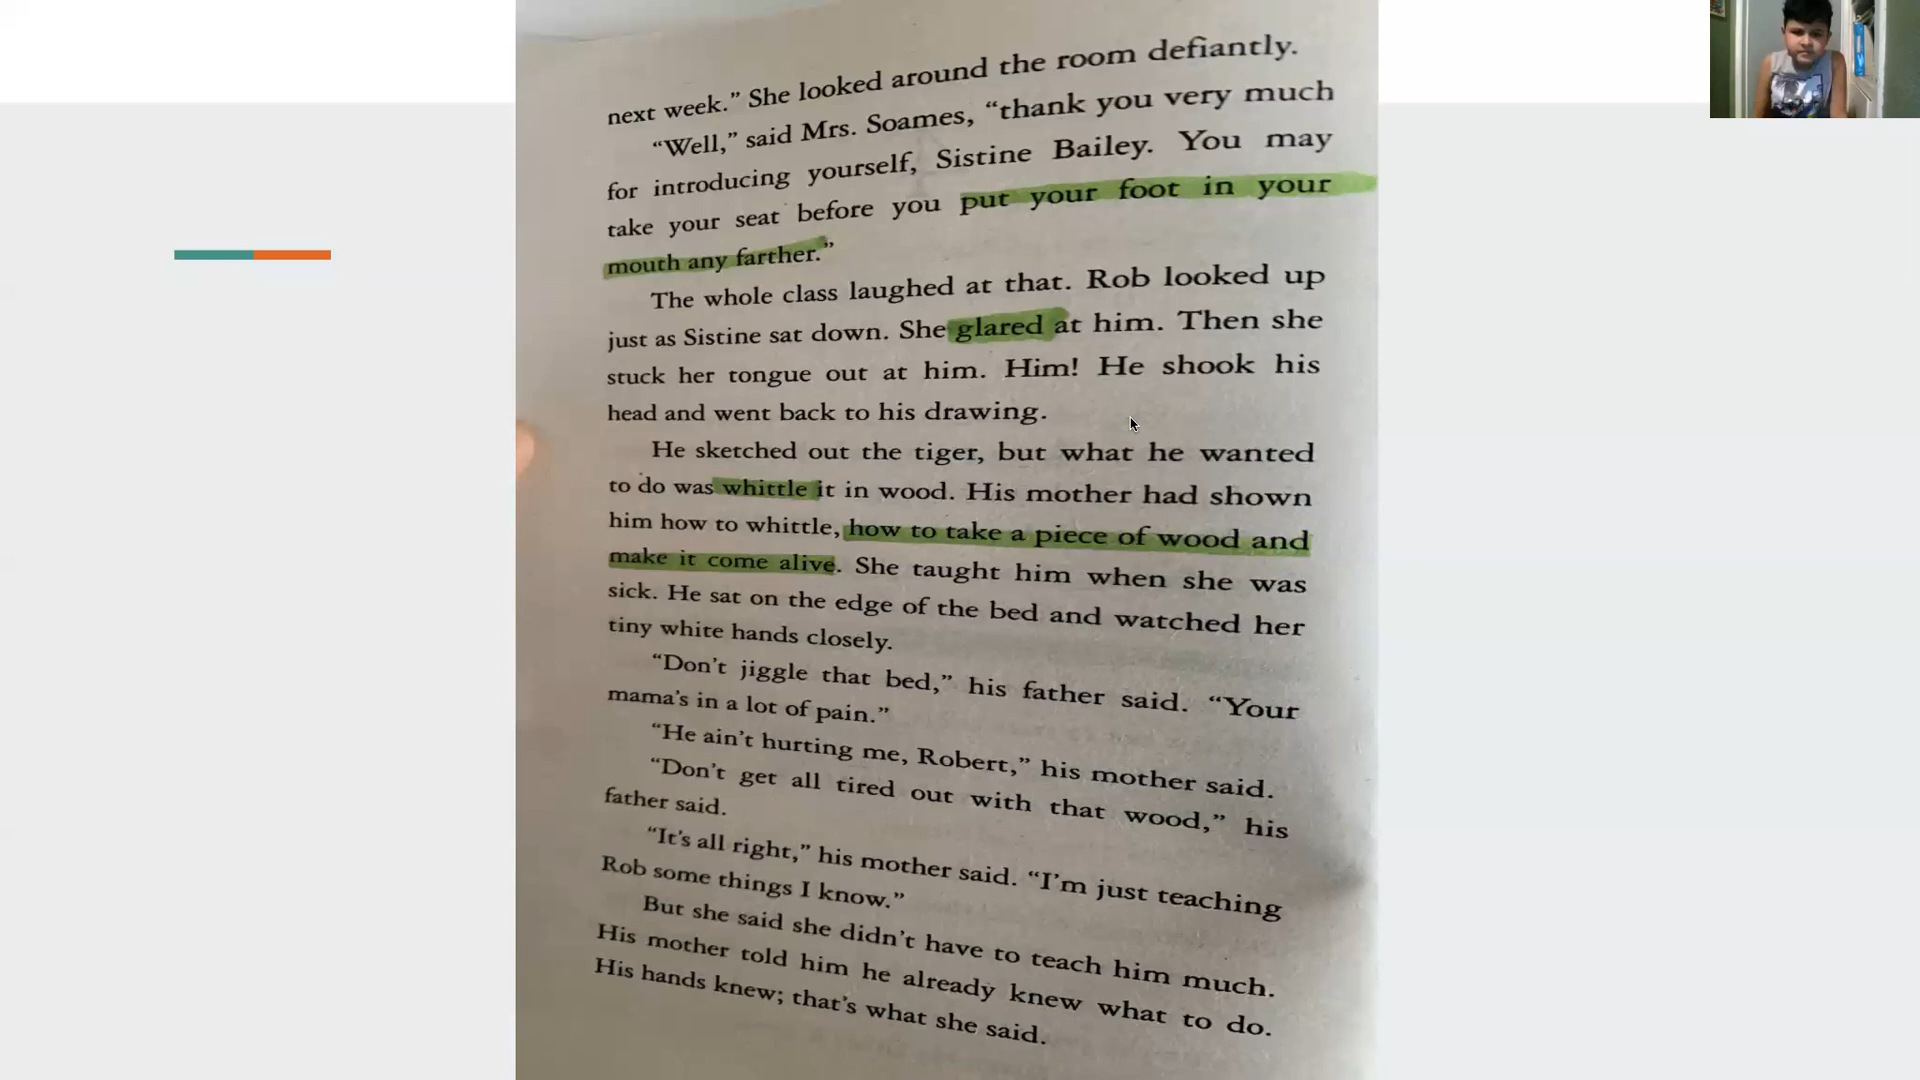 next week.” She looked around the room defiantly.
“Well,” said Mrs. Soames, “thank you very much
for introducing yourself, Sistine Bailey. You may
take your seat before you put your foot in your
mouth any farther.”
The whole class laughed at that. Rob looked up
just as Sistine sat down. She glared at him. Then she
stuck her tongue out at him. Him! He shook his
head and went back to his drawing.
He sketched out the tiger, but what he wanted
to do was whittle it in wood. His mother had shown
him how to whittle, how to take a piece of wood and
make it come alive. She taught him when she was
sick. He sat on the edge of the bed and watched her
tiny white hands closely.
“Don’t jiggle that bed,” his father said. “Your
mama’s in a lot of pain.”
“He ain’t hurting me, Robert,” his mother said.
“Don’t get all tired out with that wood,” his
father said.
“It’s all right,” his mother said. “I’m just teaching
Rob some things I know.”
But she said she didn’t have to teach him much.
His mother told him he already knew what to do.
His hands knew; that’s what she said.